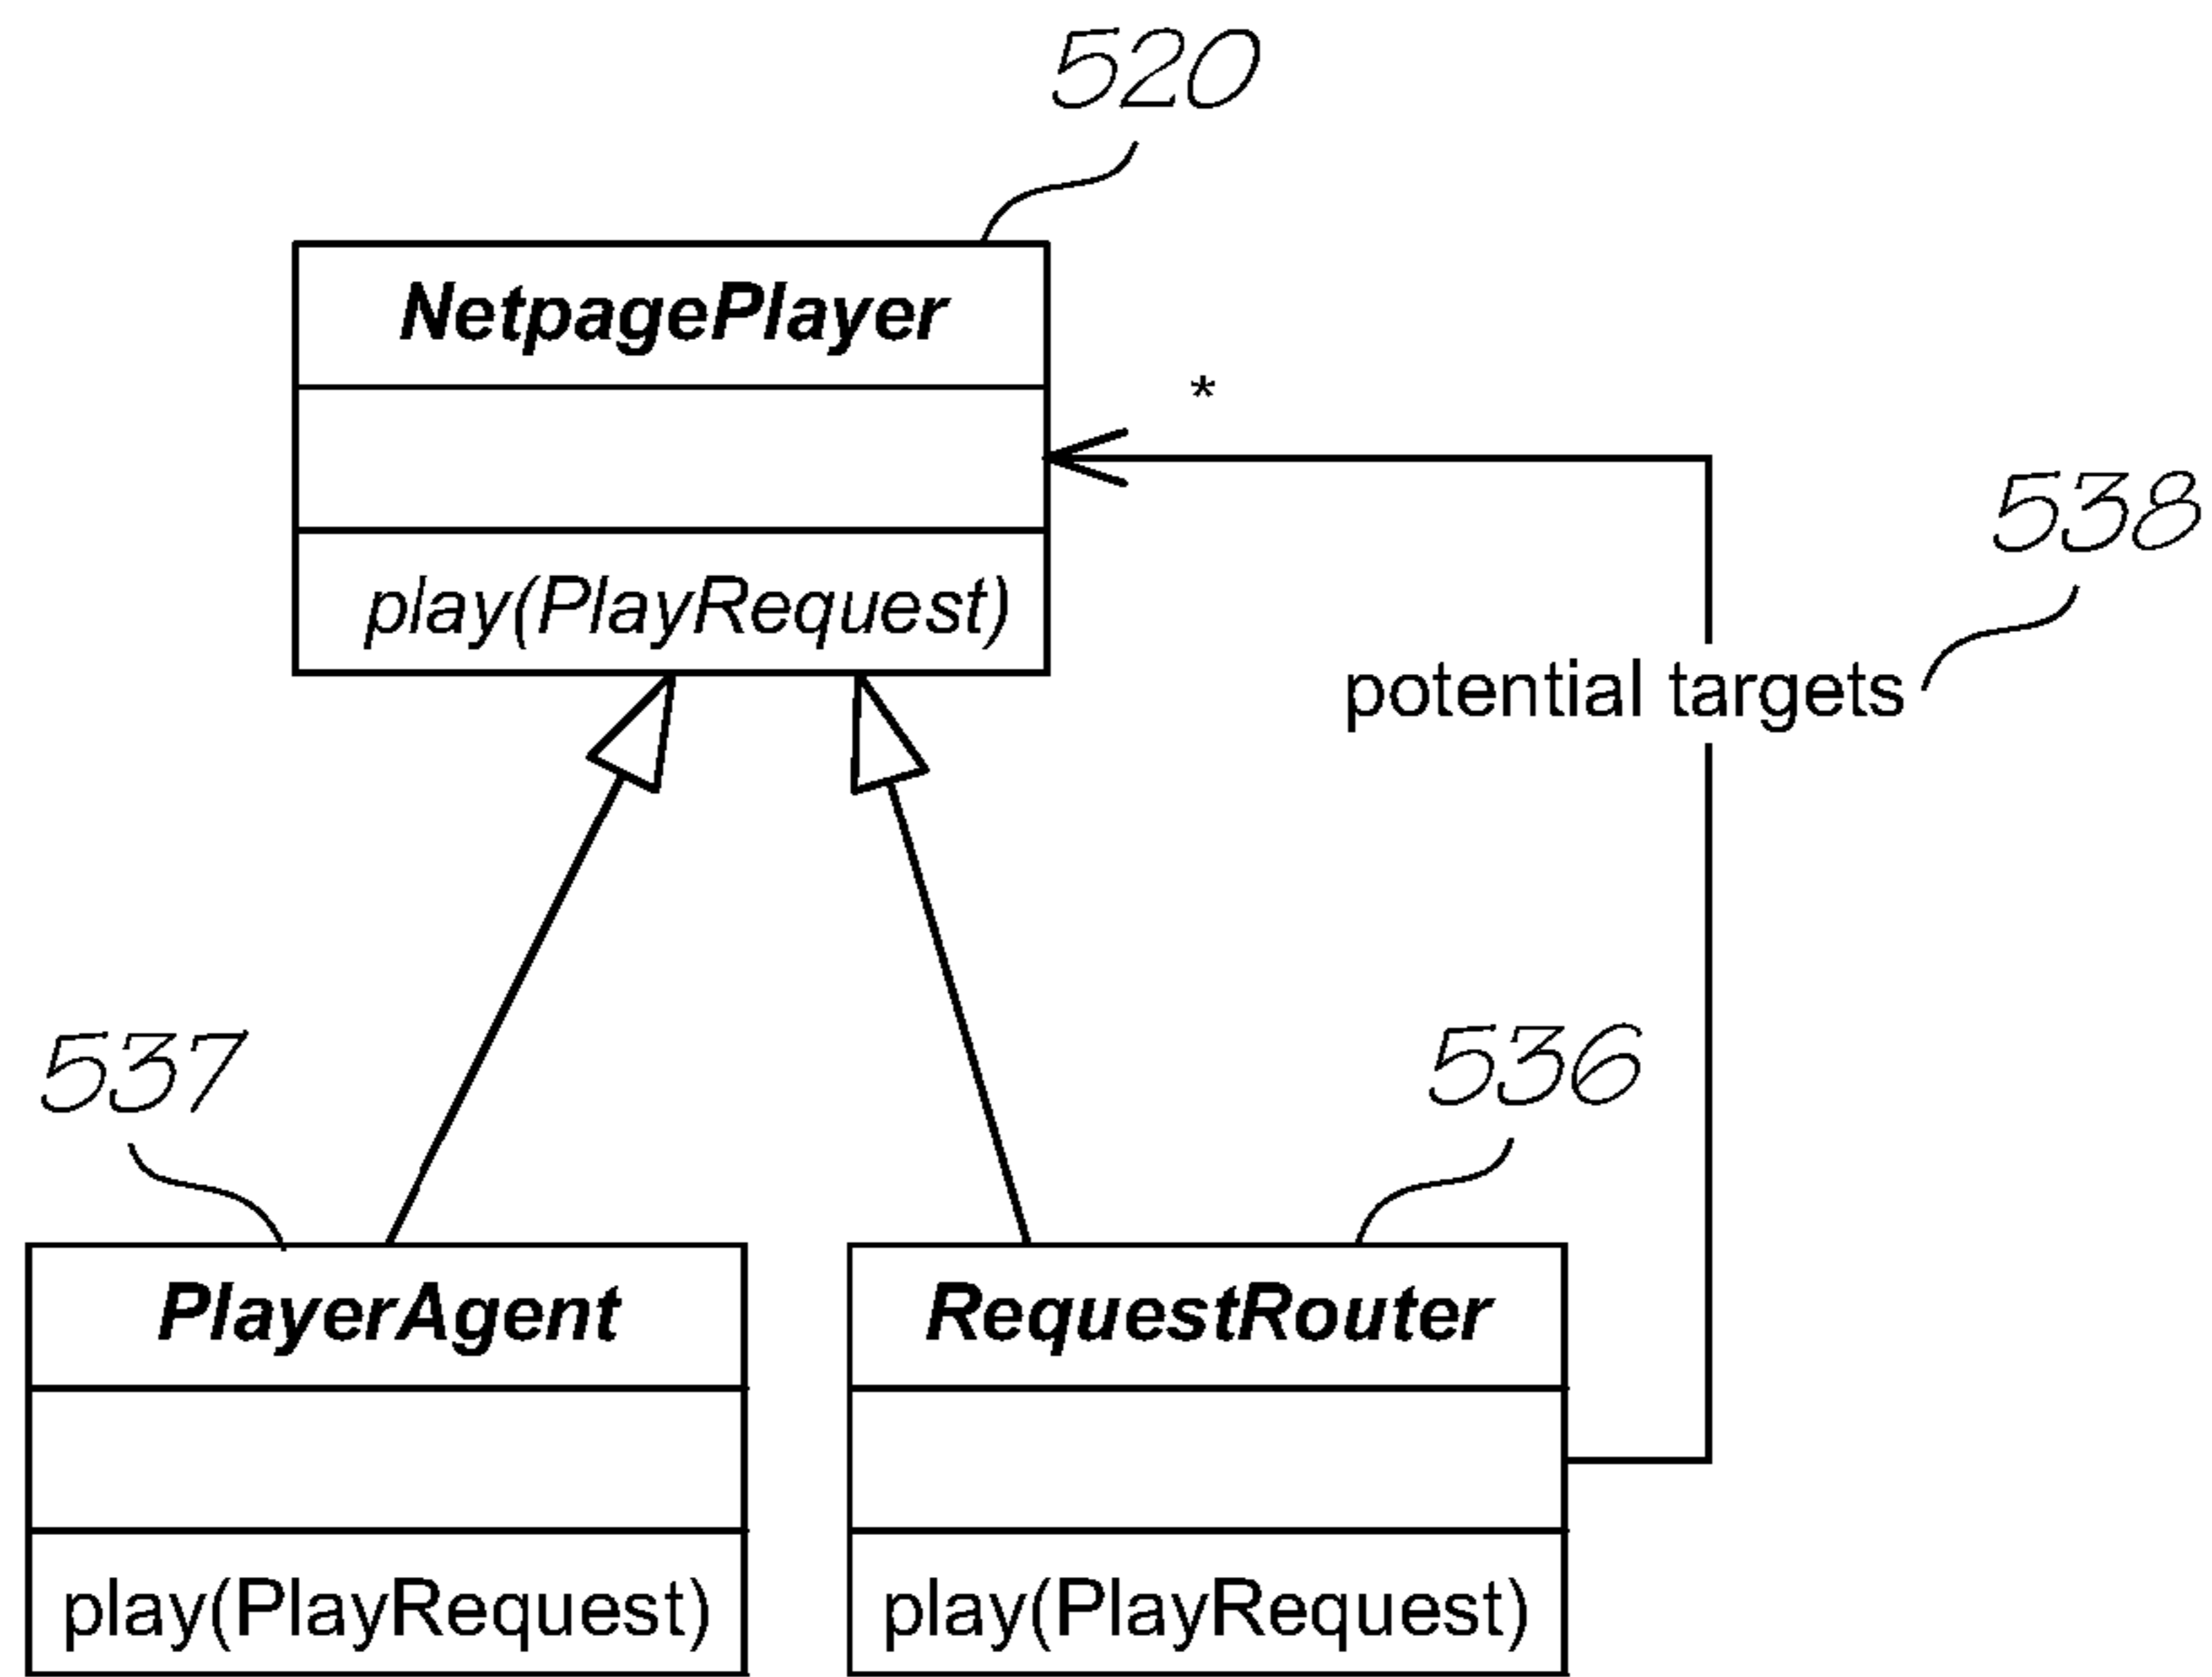 520
NetpagePlayer
*
play(PlayRequest)
538
potential targets
537
536
PlayerAgent
RequestRouter
play(PlayRequest)
play(PlayRequest)